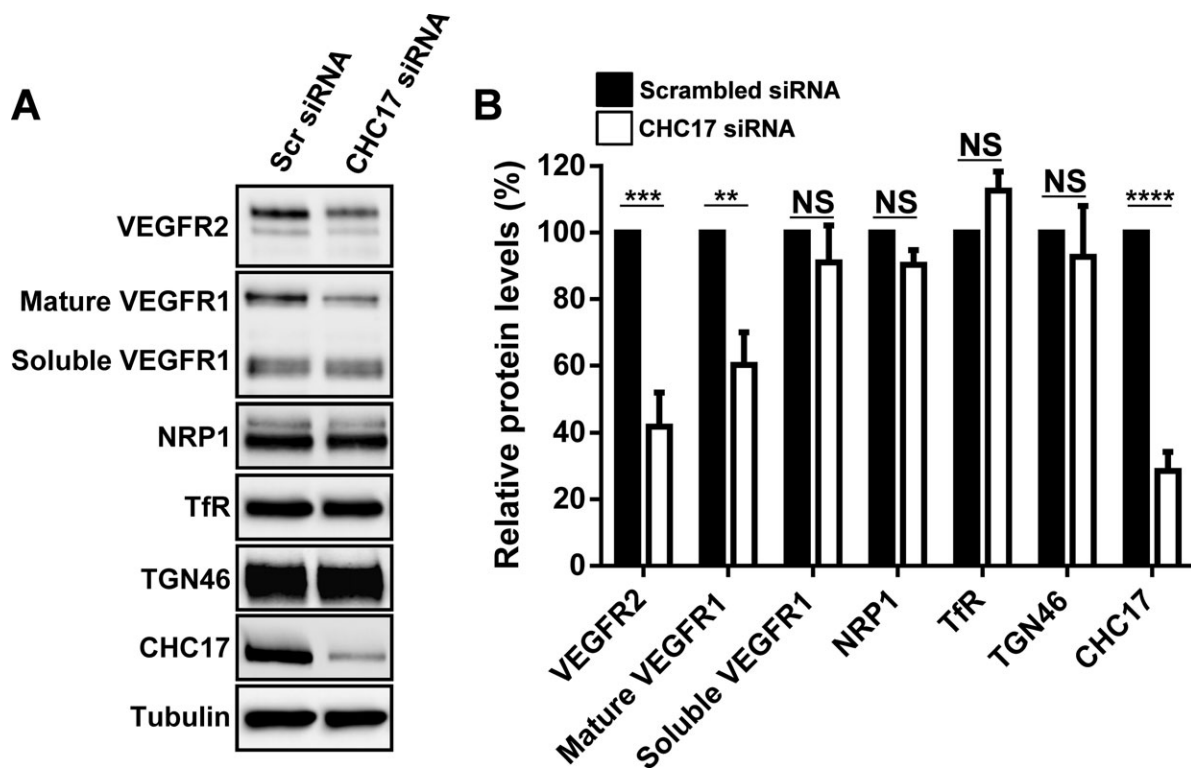 A
Scr siRNA
CHC17 siRNA
VEGFR2
Mature VEGFR1
Soluble VEGFR1
NRP1
TfR
TGN46
CHC17
Tubulin
B
Scrambled siRNA
CHC17 siRNA
Relative protein levels (%)
120
100
80
60
40
20
0
***
**
NS
NS
NS
NS
****
VEGFR2
Mature VEGFR1
Soluble VEGFR1
NRP1
TfR
TGN46
CHC17